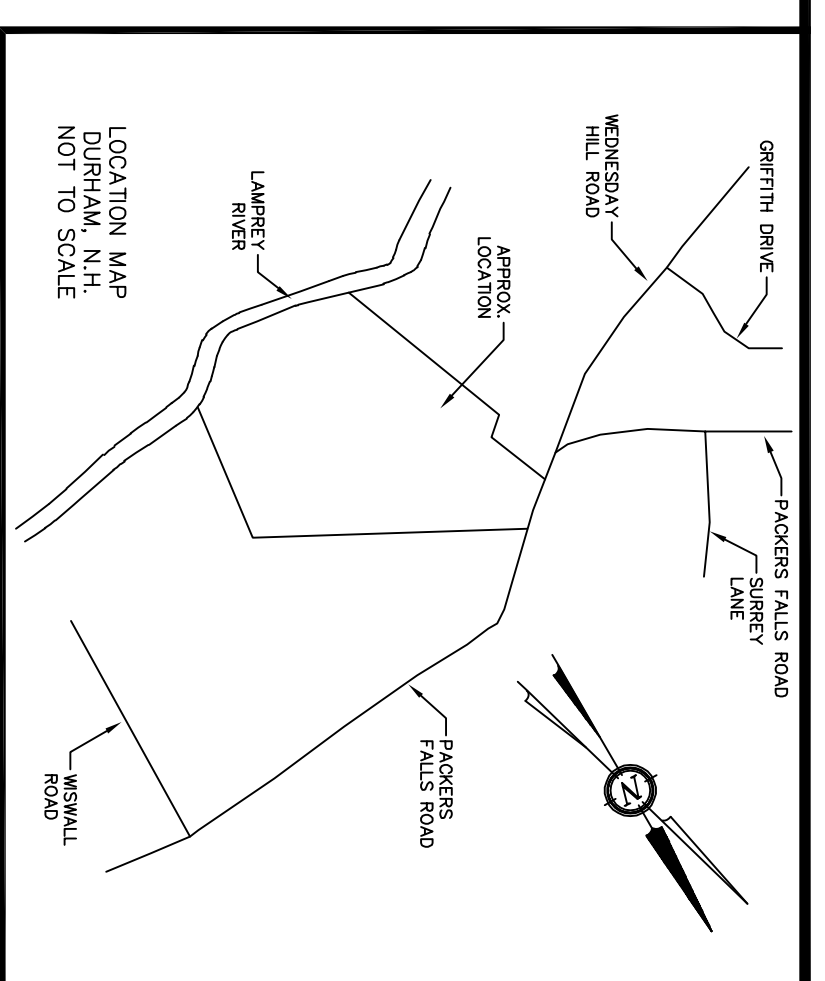 GRIFFITH DRIVE
PACKERS FALLS ROAD
SURREY
LANE
WEDNESDAY
HILL ROAD
N
APPROX.
LOCATION
PACKERS
FALLS ROAD
LAMPREY
RIVER
WISWALL
ROAD
LOCATION MAP
DURHAM, N.H.
NOT TO SCALE